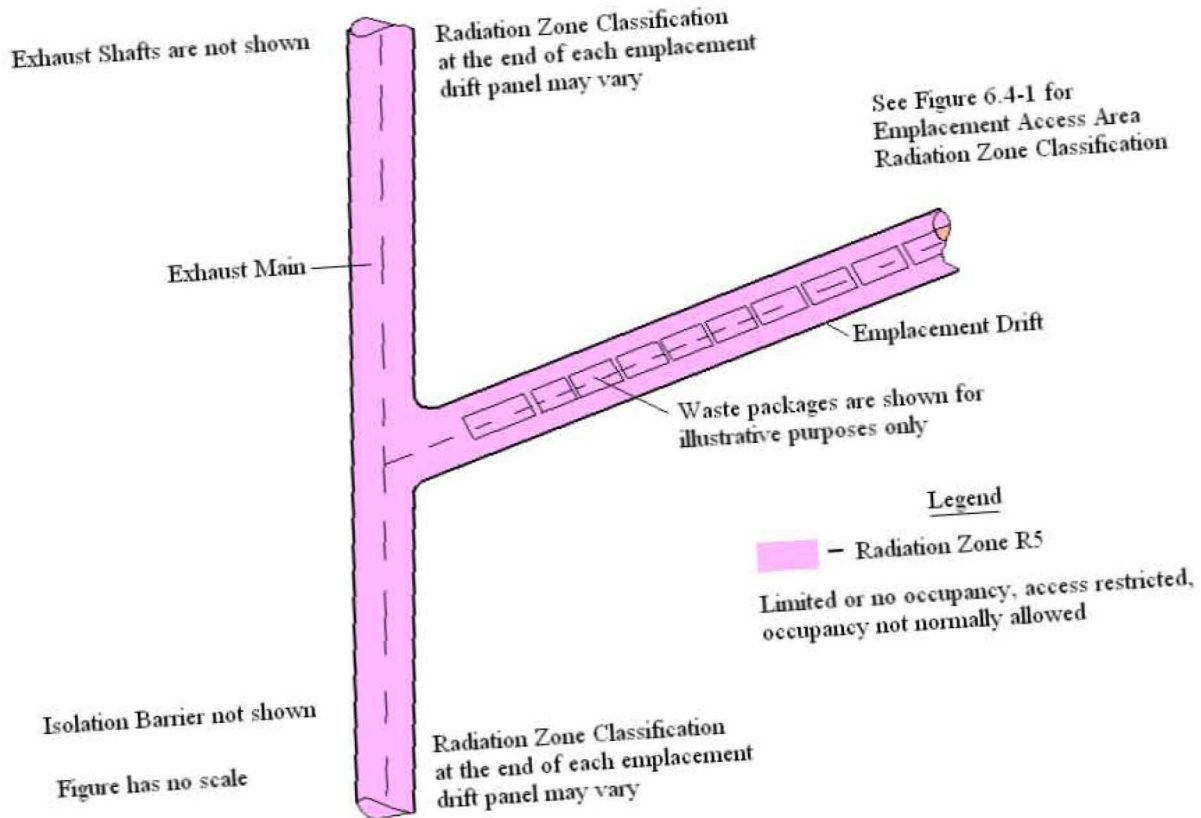 Exhaust Shafts are not shown
Radiation Zone Classification
at the end of each emplacement
drift panel may vary
See Figure 6.4-1 for
Emplacement Access Area
Radiation Zone Classification
Exhaust Main
Emplacement Drift
Waste packages are shown for
illustrative purposes only
Legend
– Radiation Zone R5
Limited or no occupancy, access restricted,
occupancy not normally allowed
Isolation Barrier not shown
Figure has no scale
Radiation Zone Classification
at the end of each emplacement
drift panel may vary